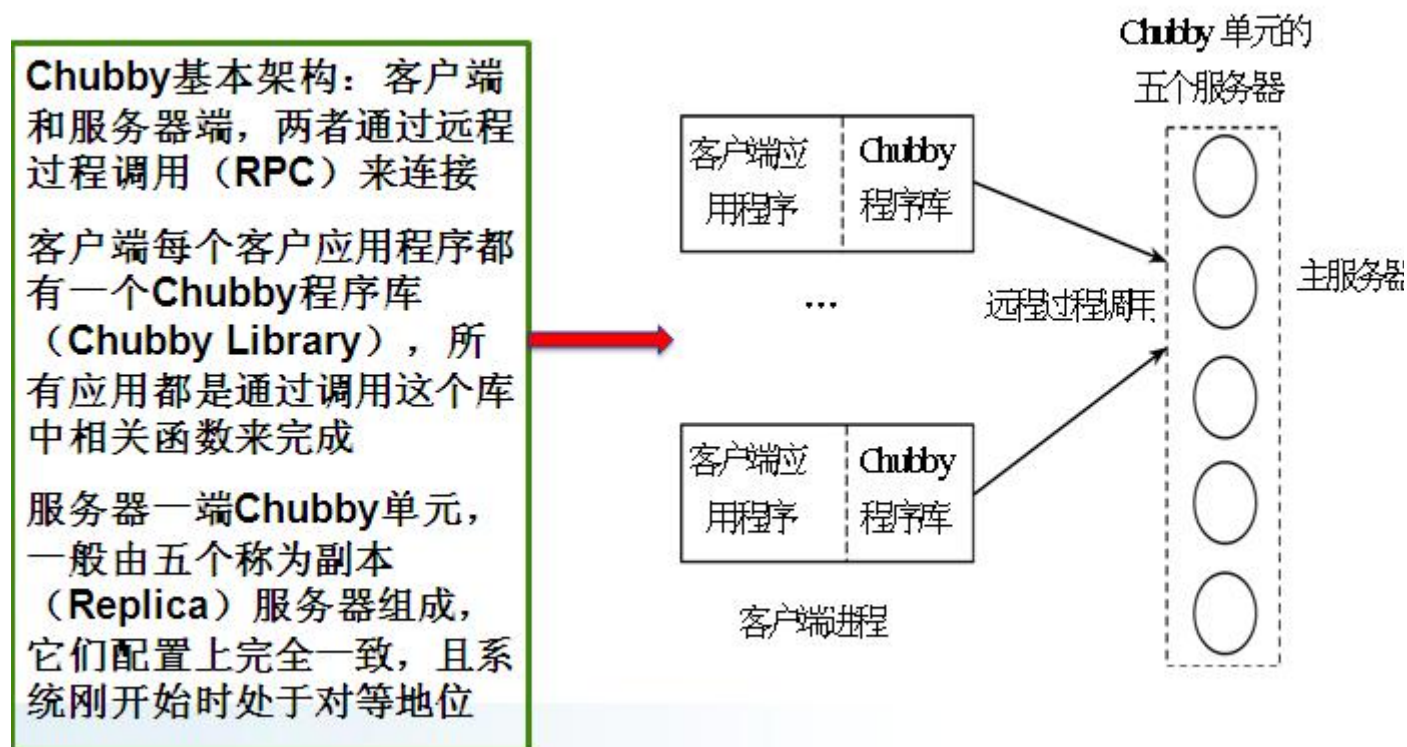 Chubby基本架构：客户端
和服务器端，两者通过远程
过程调用（RPC）来连接
客户端每个客户应用程序都
有一个Chubby程序库
（Chubby Library），所
有应用都是通过调用这个库
中相关函数来完成
服务器一端Chubby单元，
一般由五个称为副本
（Replica）服务器组成，
它们配置上完全一致，且系
统刚开始时处于对等地位
Chubby 单元的
五个服务器
客户端应
用程序
Chubby
程序库
...
远程过程调用
主服务器
客户端应
用程序
Chubby
程序库
客户端进程